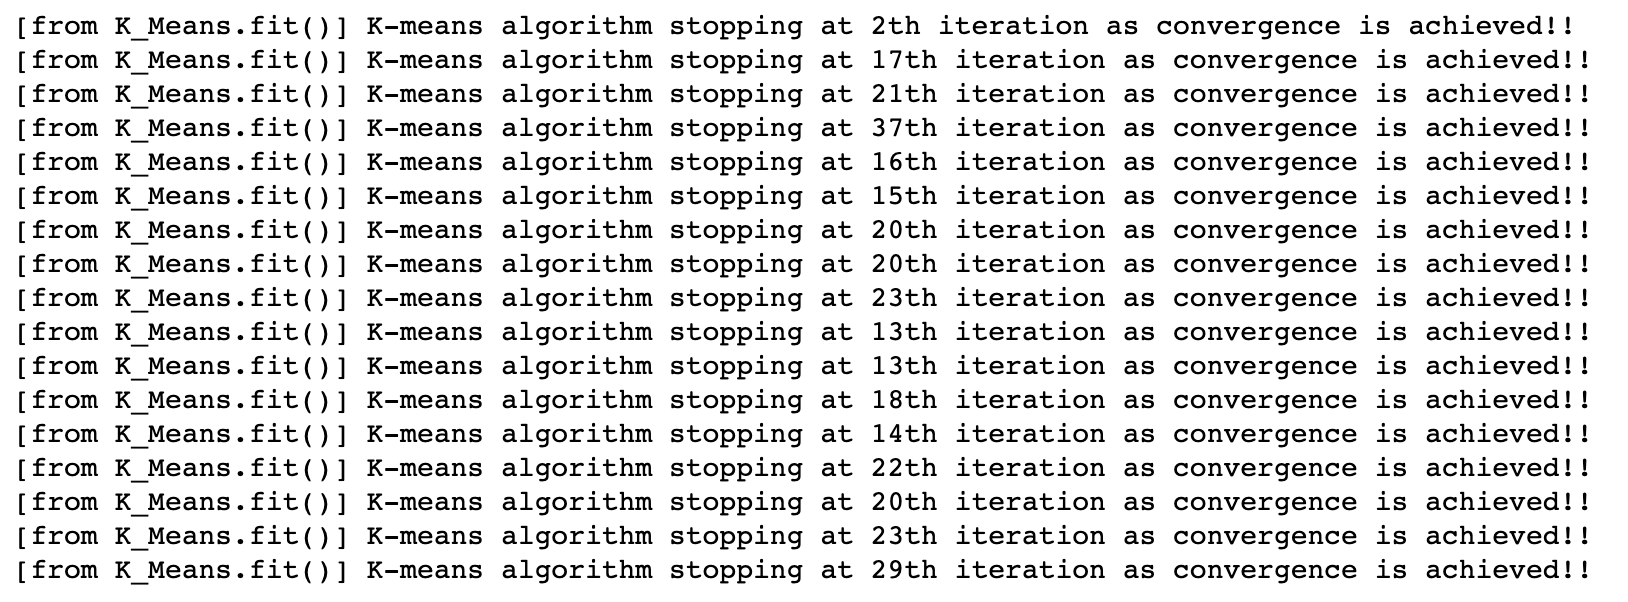 [from K_Means.fit()] K-means algorithm stopping at 2th iteration as convergence is achieved!!
[from K_Means.fit()] K-means algorithm stopping at 17th iteration as convergence is achieved!!
[from K_Means.fit()] K-means algorithm stopping at 21th iteration as convergence is achieved!!
[from K_Means.fit()] K-means algorithm stopping at 37th iteration as convergence is achieved!!
[from K_Means.fit()] K-means algorithm stopping at 16th iteration as convergence is achieved!!
[from K_Means.fit()] K-means algorithm stopping at 15th iteration as convergence is achieved!!
[from K_Means.fit()] K-means algorithm stopping at 20th iteration as convergence is achieved!!
[from K_Means.fit()] K-means algorithm stopping at 20th iteration as convergence is achieved!!
[from K_Means.fit()] K-means algorithm stopping at 23th iteration as convergence is achieved!!
[from K_Means.fit()] K-means algorithm stopping at 13th iteration as convergence is achieved!!
[from K_Means.fit()] K-means algorithm stopping at 13th iteration as convergence is achieved!!
[from K_Means.fit()] K-means algorithm stopping at 18th iteration as convergence is achieved!!
[from K_Means.fit()] K-means algorithm stopping at 14th iteration as convergence is achieved!!
[from K_Means.fit()] K-means algorithm stopping at 22th iteration as convergence is achieved!!
[from K_Means.fit()] K-means algorithm stopping at 20th iteration as convergence is achieved!!
[from K_Means.fit()] K-means algorithm stopping at 23th iteration as convergence is achieved!!
[from K_Means.fit()] K-means algorithm stopping at 29th iteration as convergence is achieved!!